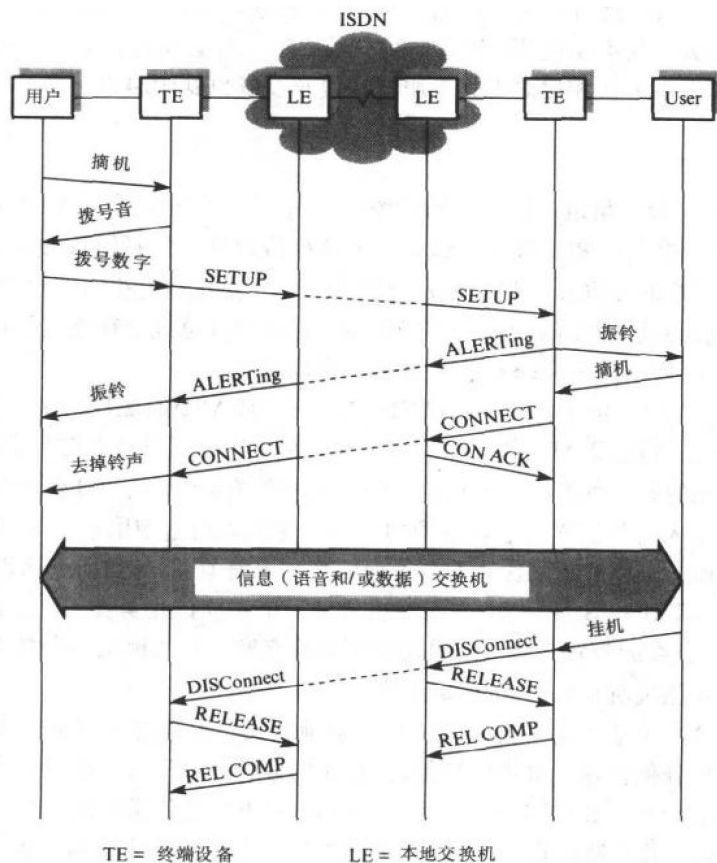 ISDN
用户
TE
LE
LE
TE
User
摘机
拨号音
拨号数字
SETUP
SETUP
ALERTing
振铃
ALERTing
摘机
振铃
CONNECT
CONNECT
CON ACK
去掉铃声
信息（语音和/或数据）交换机
挂机
DISConnect
DISConnect
RELEASE
RELEASE
REL COMP
REL COMP
TE = 终端设备
LE = 本地交换机